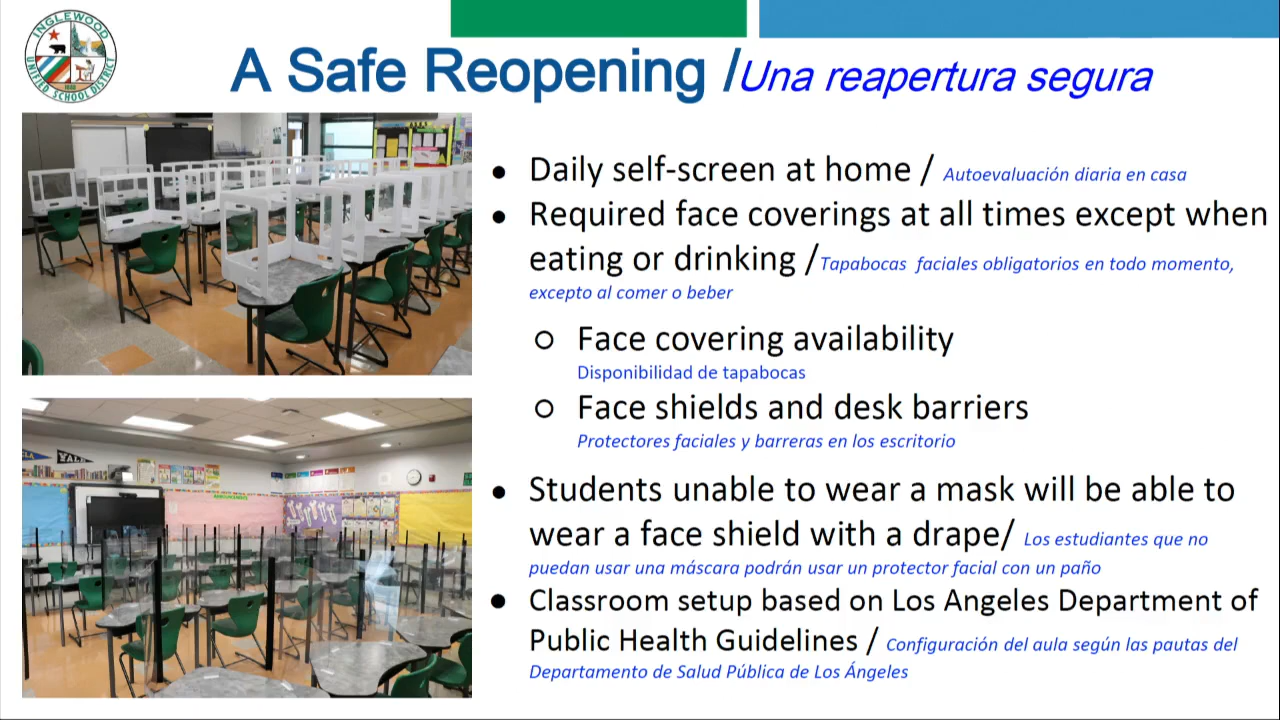 INGLEWOOD
UNIFIED SCHOOL DISTRICT
A Safe Reopening /Una reapertura segura
● Daily self-screen at home / Autoevaluación diaria en casa
● Required face coverings at all times except when
eating or drinking /Tapabocas faciales obligatorios en todo momento,
excepto al comer o beber
○ Face covering availability
Disponibilidad de tapabocas
○ Face shields and desk barriers
Protectores faciales y barreras en los escritorio
● Students unable to wear a mask will be able to
wear a face shield with a drape/ Los estudiantes que no
puedan usar una máscara podrán usar un protector facial con un paño
● Classroom setup based on Los Angeles Department of
Public Health Guidelines / Configuración del aula según las pautas del
Departamento de Salud Pública de Los Ángeles